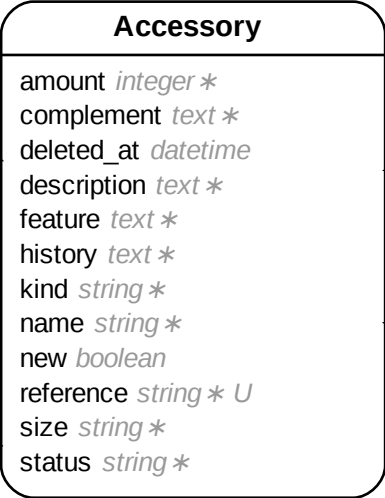 Accessory
amount integer ∗
complement text ∗
deleted_at datetime
description text ∗
feature text ∗
history text ∗
kind string ∗
name string ∗
new boolean
reference string ∗ U
size string ∗
status string ∗